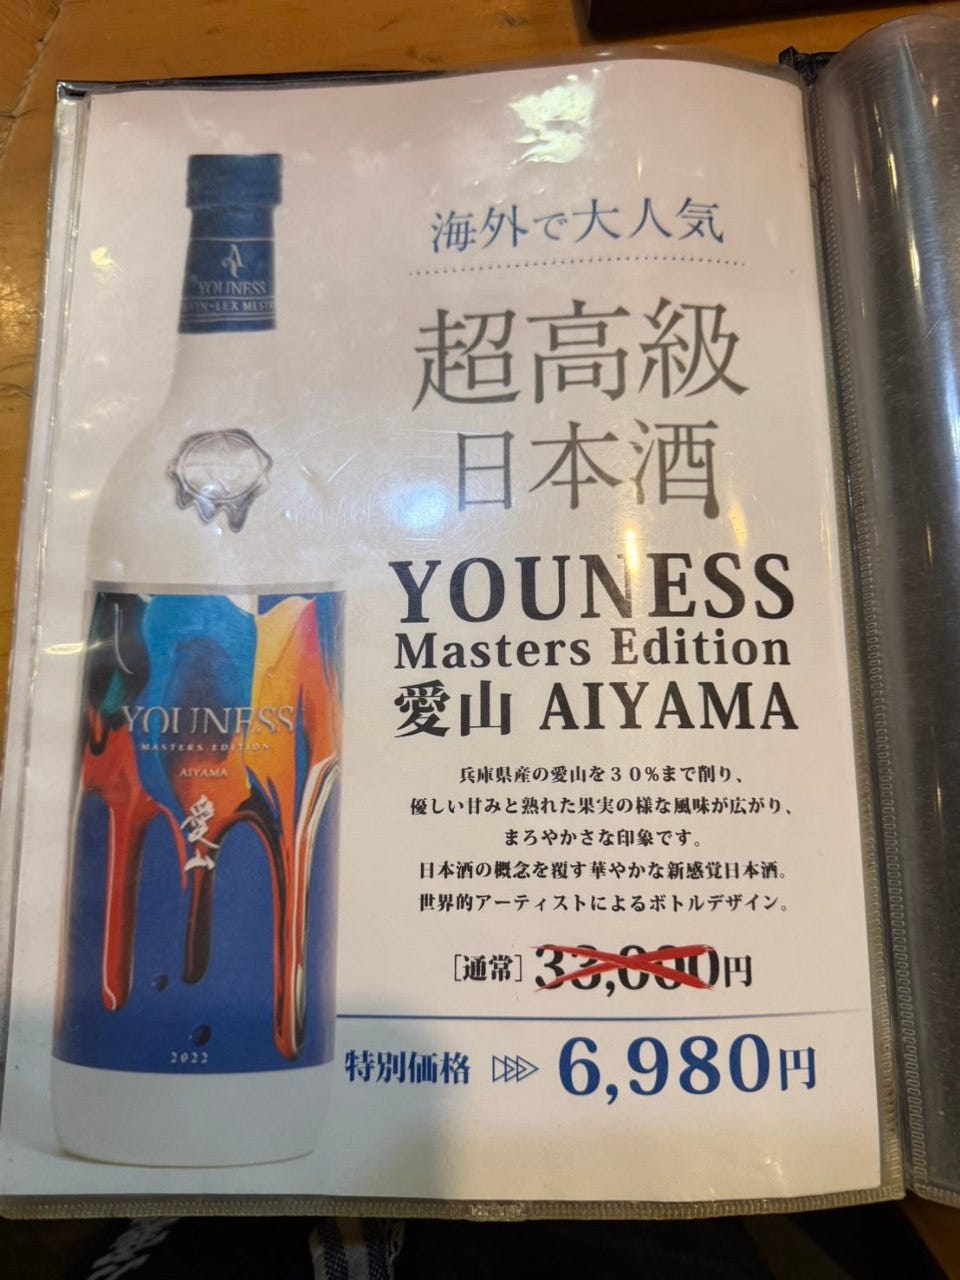 海外で大人気
超高級
日本酒
YOUNESS
Masters Edition
愛山 AIYAMA
兵庫県産の愛山を30%まで削り、
優しい甘みと熟れた果実の様な風味が広がり、
まろやかさな印象です。
日本酒の概念を覆す華やかな新感覚日本酒。
世界的アーティストによるボトルデザイン。
[通常] 33,000円
特別価格 6,980円
YOUNESS
YOUNESS
MASTERS EDITION
AIYAMA
愛山
2022